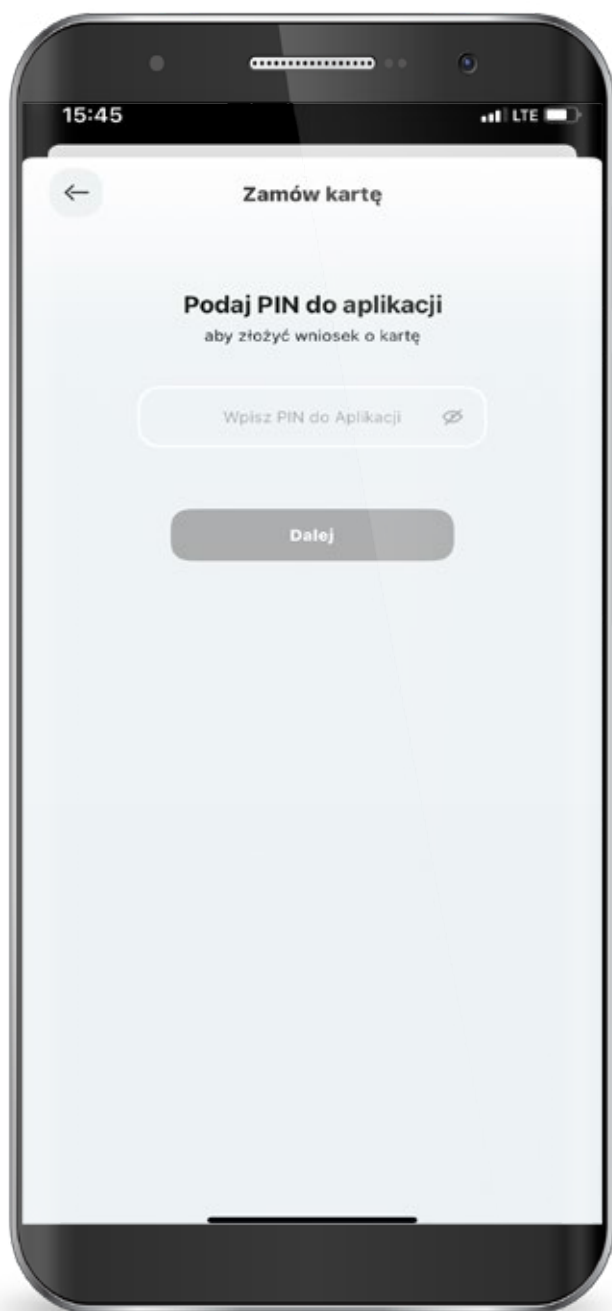 15:45
LTE
Zamów kartę
Podaj PIN do aplikacji
aby złożyć wniosek o kartę
Wpisz PIN do Aplikacji
Dalej